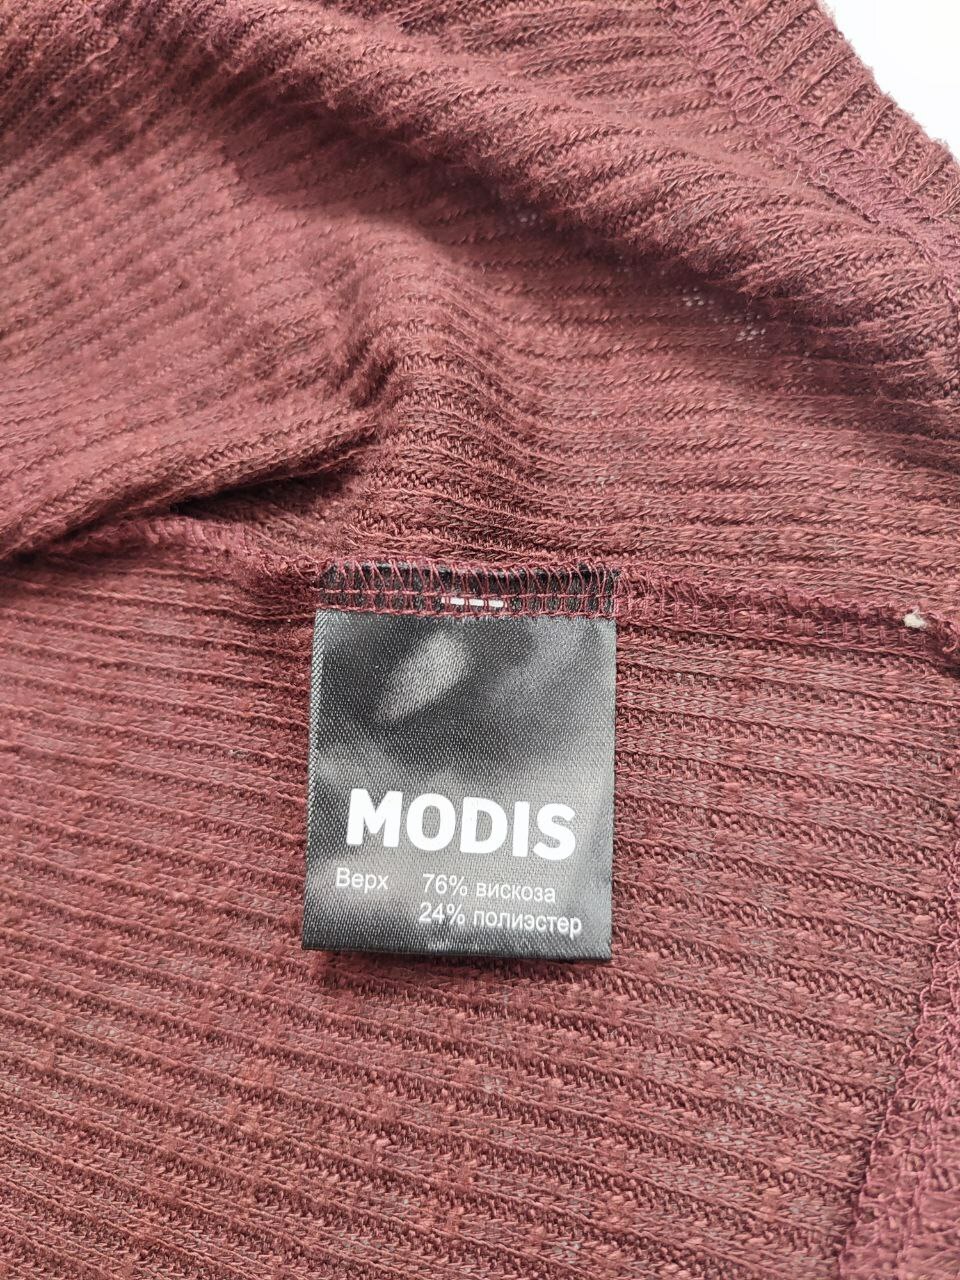 MODIS
Верх 76% вискоза
24% полиэстер